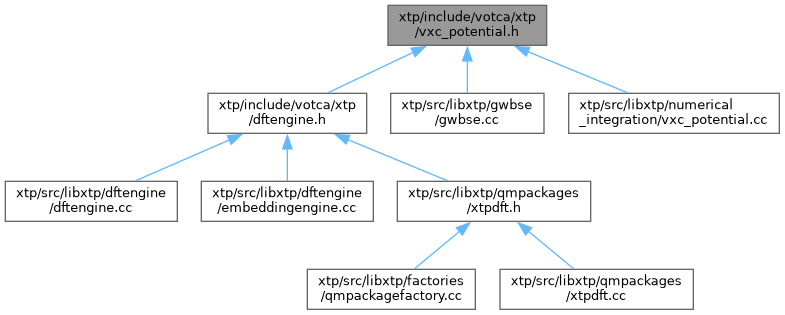 xtp/include/votca/xtp
/vxc_potential.h
xtp/include/votca/xtp
/dftengine.h
xtp/src/libxtp/gwbse
/gwbse.cc
xtp/src/libxtp/numerical
_integration/vxc_potential.cc
xtp/src/libxtp/dftengine
/dftengine.cc
xtp/src/libxtp/dftengine
/embeddingengine.cc
xtp/src/libxtp/qmpackages
/xtpdft.h
xtp/src/libxtp/factories
/qmpackagefactory.cc
xtp/src/libxtp/qmpackages
/xtpdft.cc